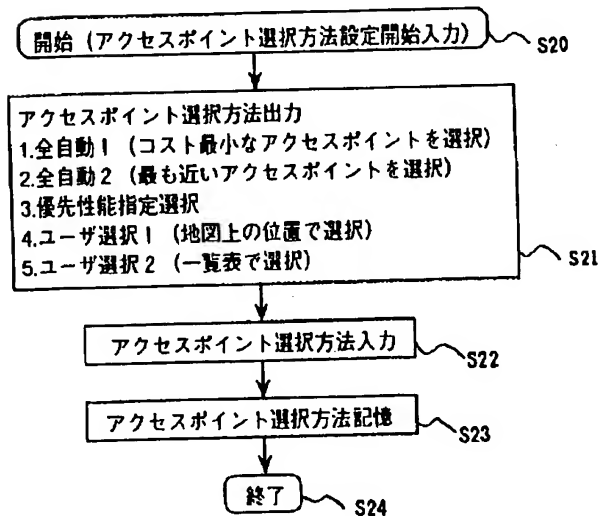 開始 (アクセスポイント選択方法設定開始入力)
S20
アクセスポイント選択方法出力
1.全自動1 (コスト最小なアクセスポイントを選択)
2.全自動2 (最も近いアクセスポイントを選択)
3.優先性能指定選択
4.ユーザ選択1 (地図上の位置で選択)
5.ユーザ選択2 (一覧表で選択)
S21
アクセスポイント選択方法入力
S22
アクセスポイント選択方法記憶
S23
終了
S24